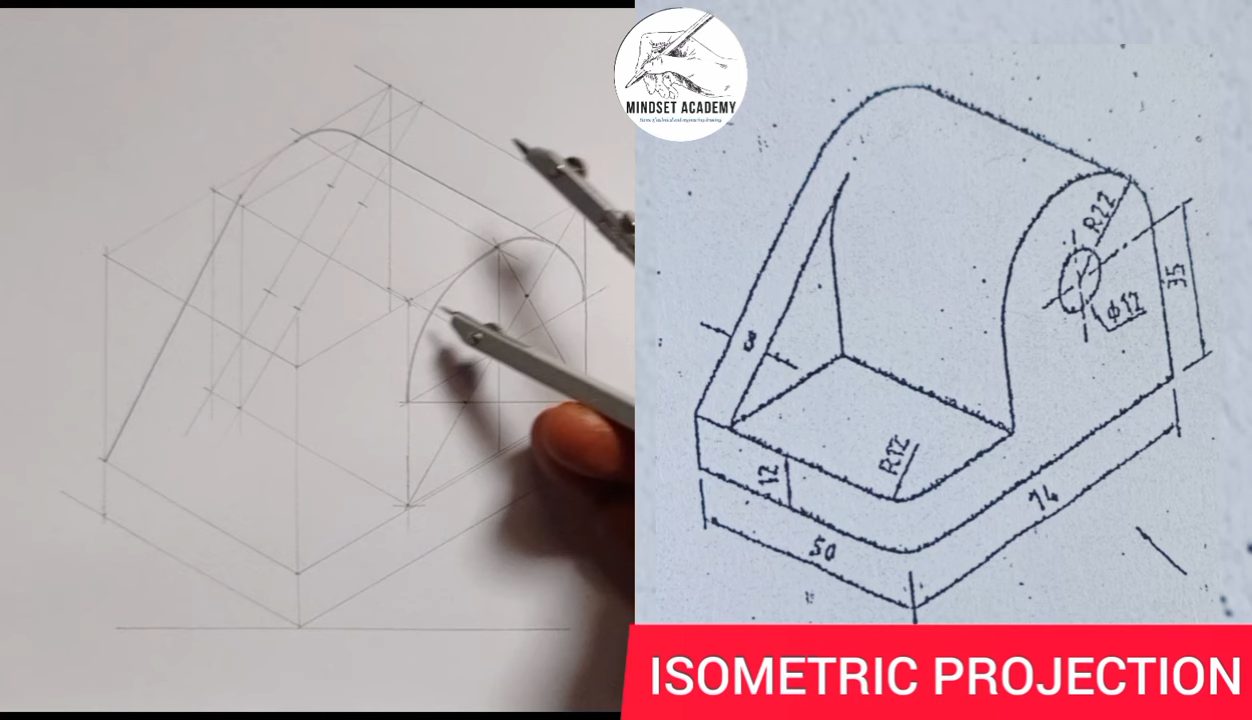 MINDSET ACADEMY
R22
35
φ12
8
R12
12
74
50
ISOMETRIC PROJECTION